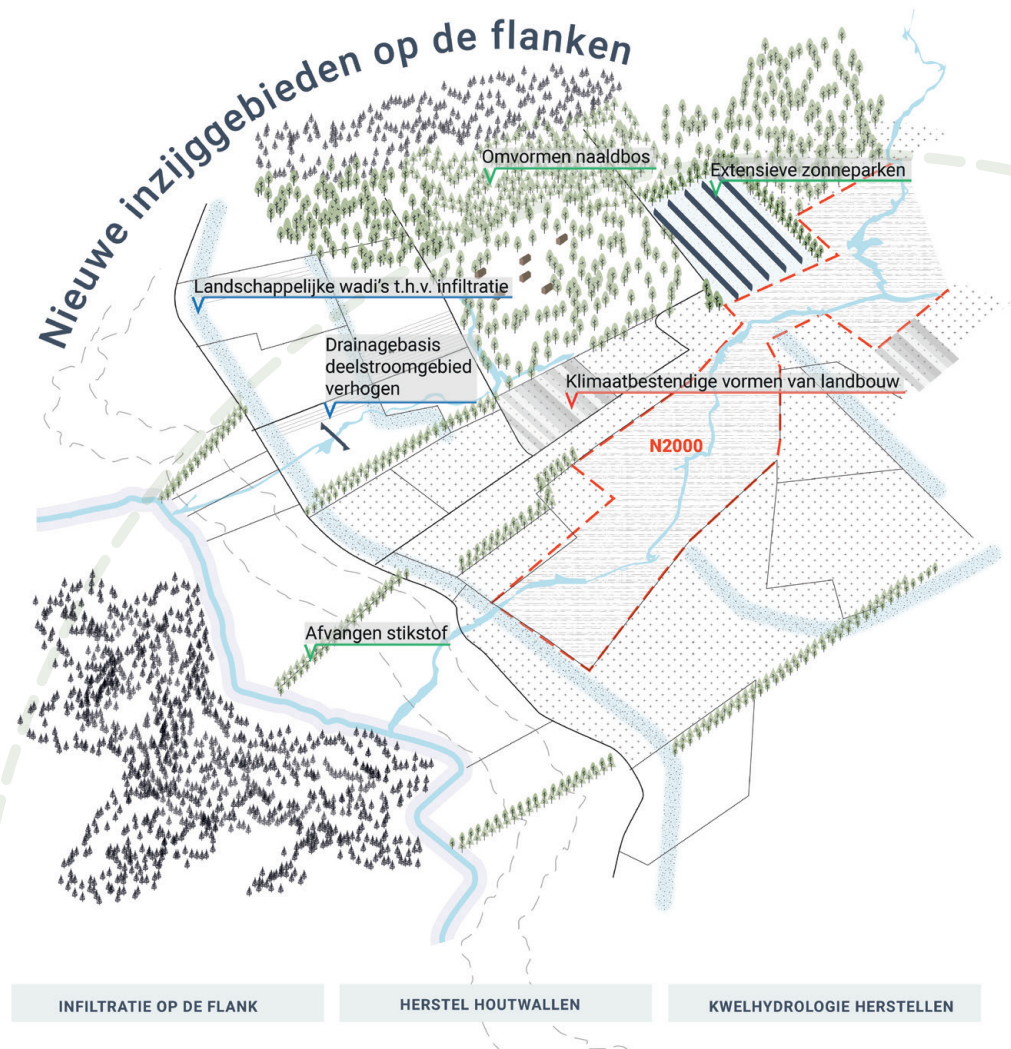 Nieuwe inzijggebieden op de flanken
Omvormen naaldbos
Extensieve zonneparken
Landschappelijke wadi's t.h.v. infiltratie
Drainagebasis
deelstroomgebied
verhogen
Klimaatbestendige vormen van landbouw
N2000
Afvangen stikstof
INFILTRATIE OP DE FLANK
HERSTEL HOUTWALLEN
KWELHYDROLOGIE HERSTELLEN